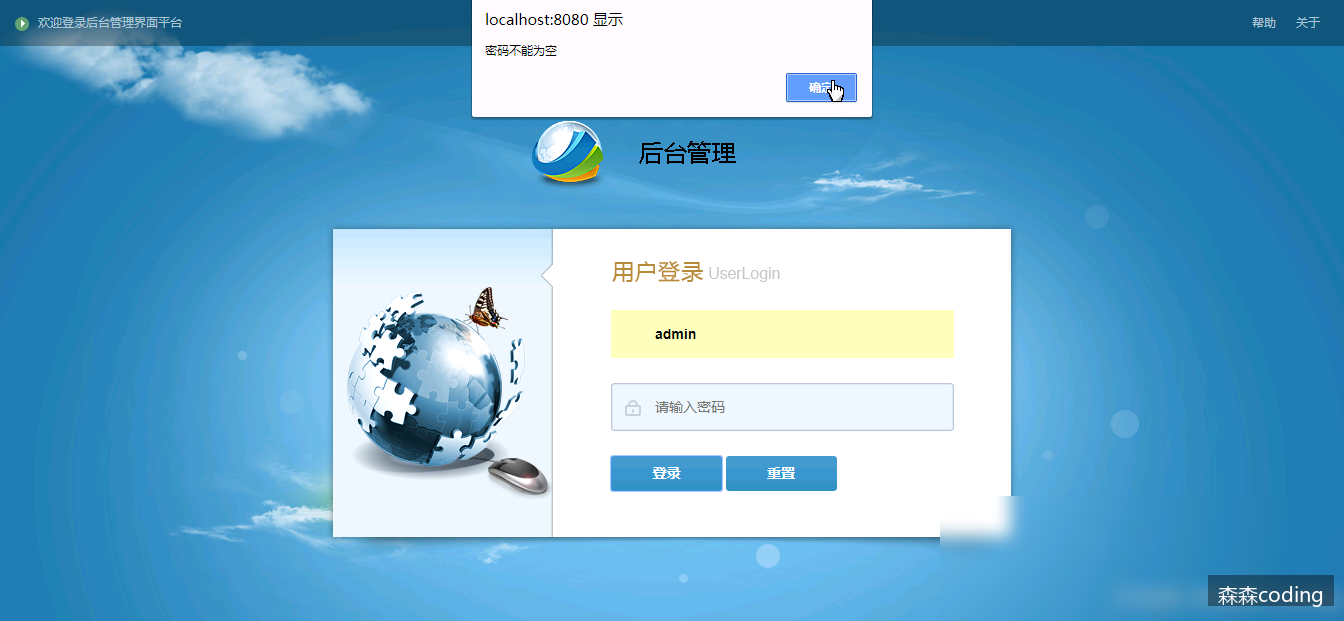 欢迎登录后台管理界面平台
帮助 关于
localhost:8080 显示
密码不能为空
确定
后台管理
用户登录 UserLogin
admin
请输入密码
登录 重置
森森coding